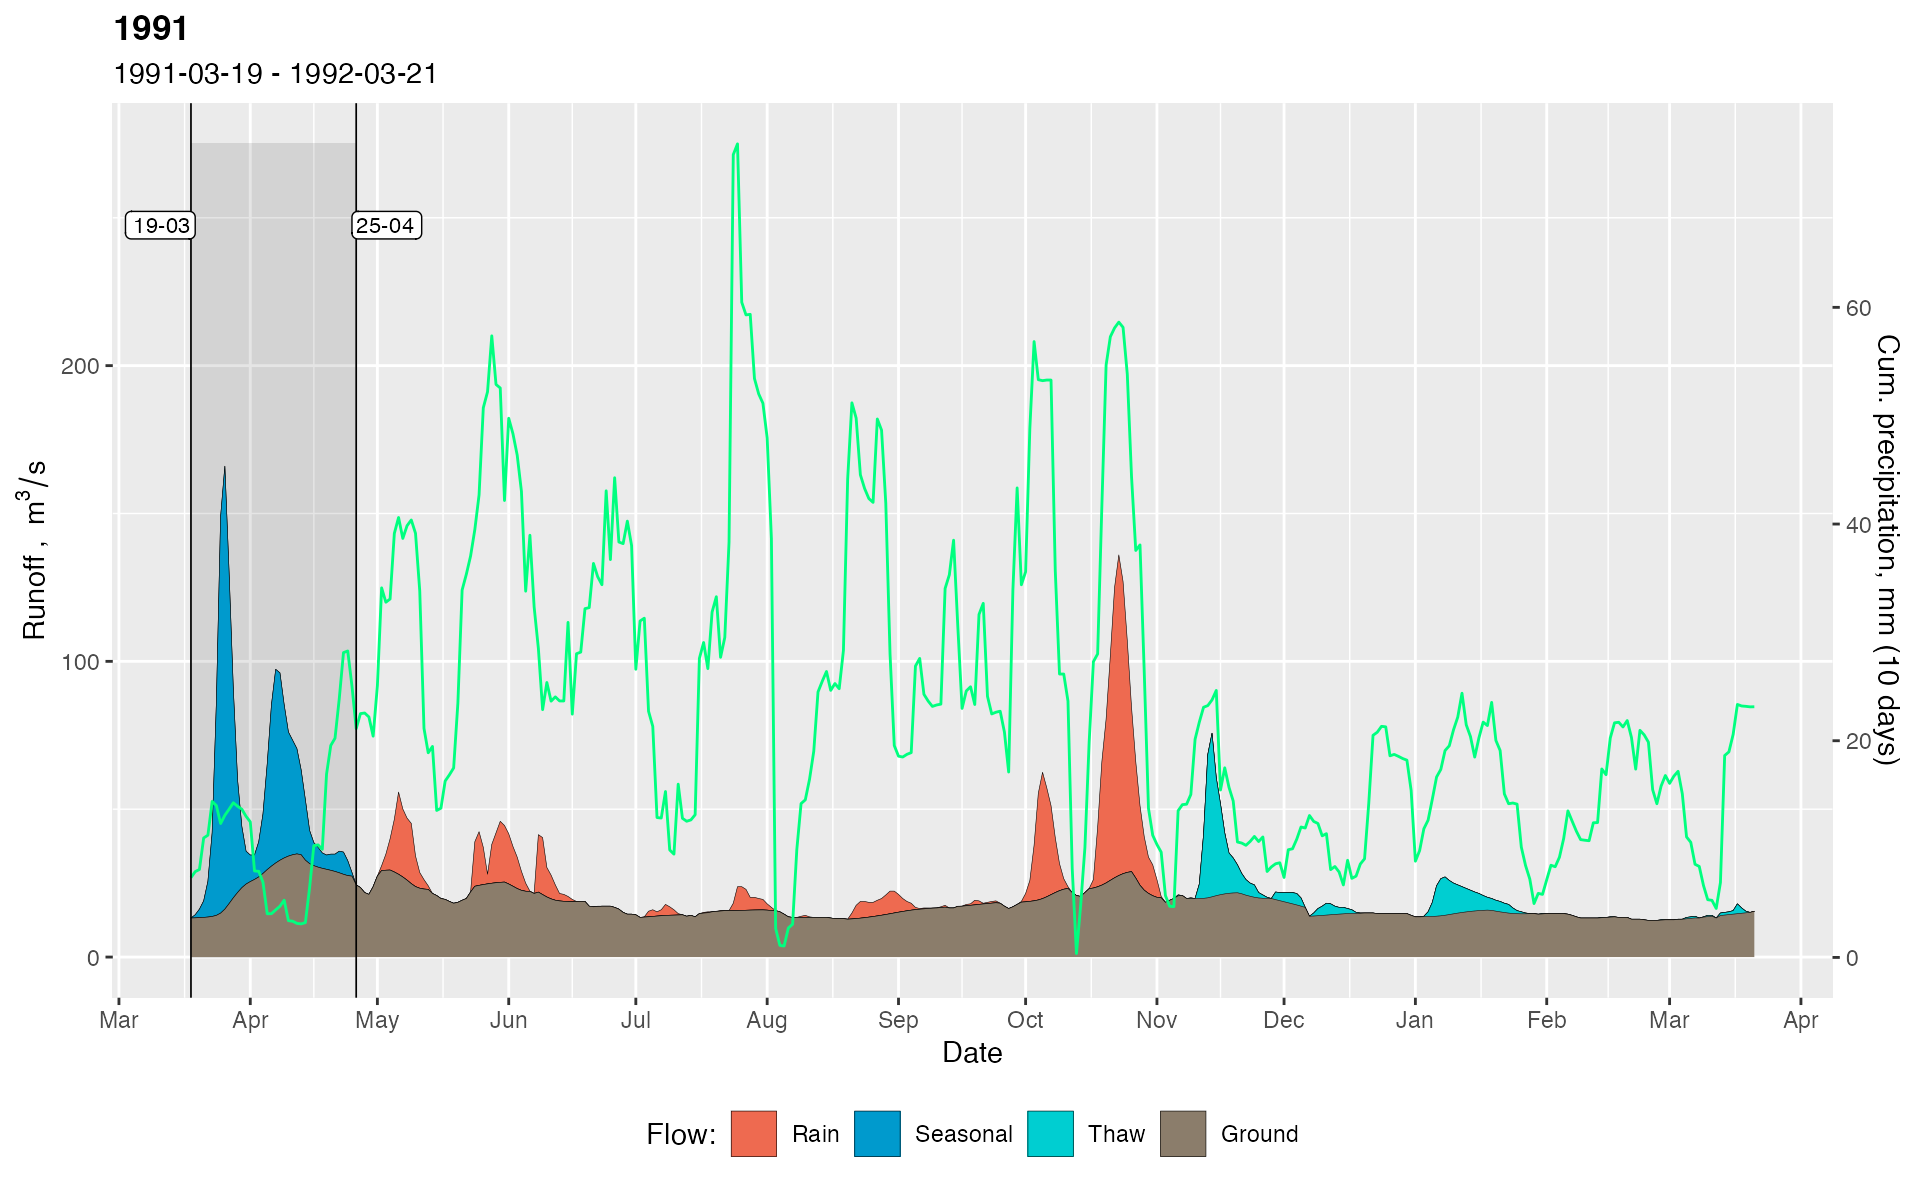 1991
1991-03-19 - 1992-03-21
19-03
25-04
Runoff , m³/s
200
100
0
Cum. precipitation, mm (10 days)
60
40
20
0
Mar Apr May Jun Jul Aug Sep Oct Nov Dec Jan Feb Mar Apr
Date
Flow: Rain Seasonal Thaw Ground